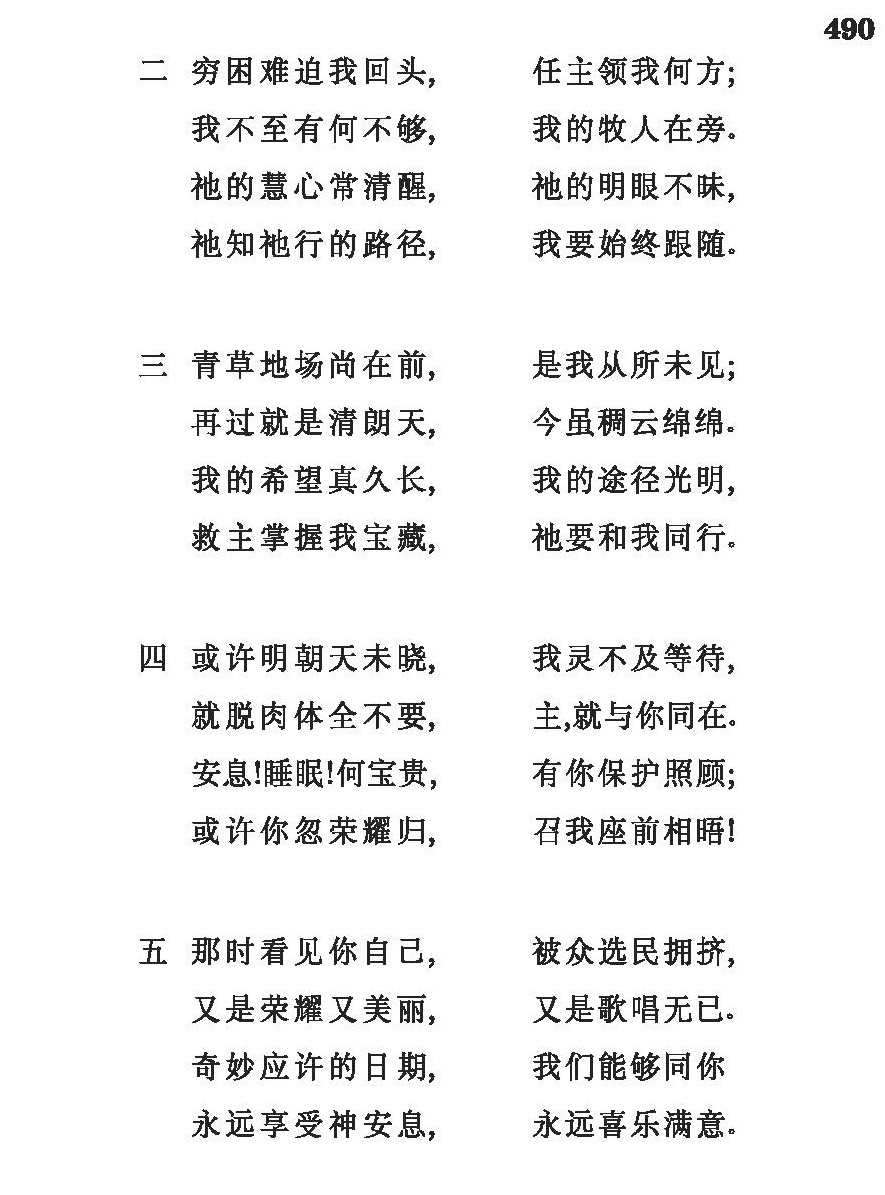 490
二 穷困难迫我回头, 任主领我何方;
我不至有何不够, 我的牧人在旁。
祂的慧心常清醒, 祂的明眼不昧,
祂知祂行的路径, 我要始终跟随。
三 青草地场尚在前, 是我从所未见;
再过就是清朗天, 今虽稠云绵绵。
我的希望真久长, 我的途径光明,
救主掌握我宝藏, 祂要和我同行。
四 或许明朝天未晓, 我灵不及等待,
就脱肉体全不要, 主,就与你同在。
安息!睡眠!何宝贵, 有你保护照顾;
或许你忽荣耀归, 召我座前相晤!
五 那时看见你自己, 被众选民拥挤,
又是荣耀又美丽, 又是歌唱无已。
奇妙应许的日期, 我们能够同你
永远享受神安息, 永远喜乐满意。